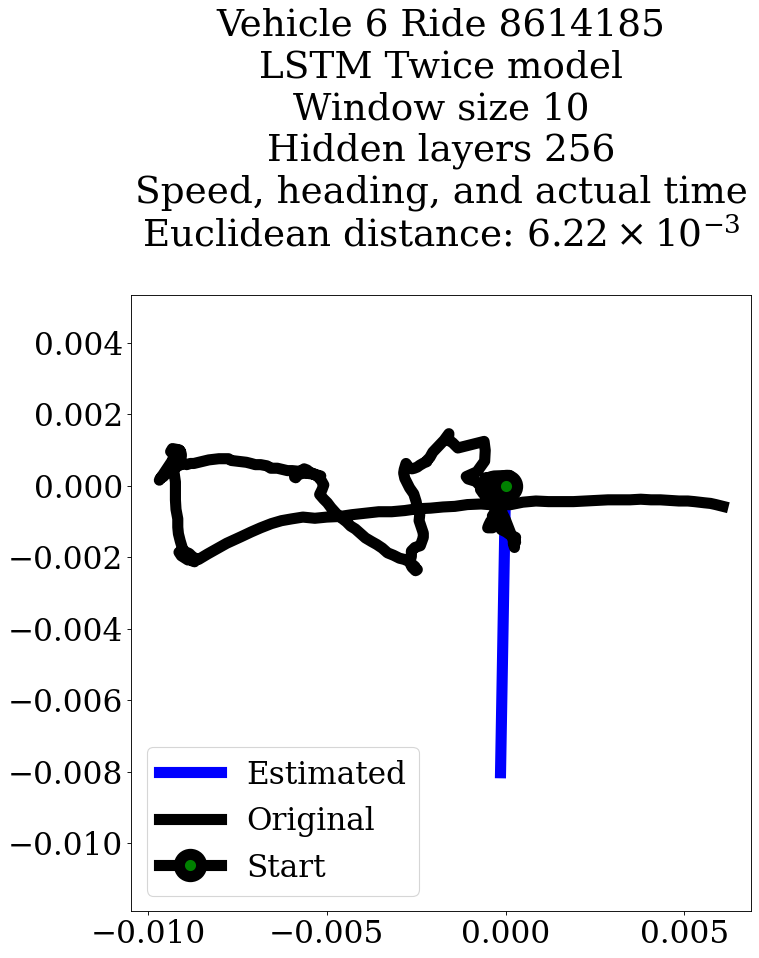 Vehicle 6 Ride 8614185
LSTM Twice model
Window size 10
Hidden layers 256
Speed, heading, and actual time
Euclidean distance: 6.22 × 10⁻³
0.004
0.002
0.000
−0.002
−0.004
−0.006
−0.008
−0.010
Estimated
Original
Start
−0.010 −0.005 0.000 0.005